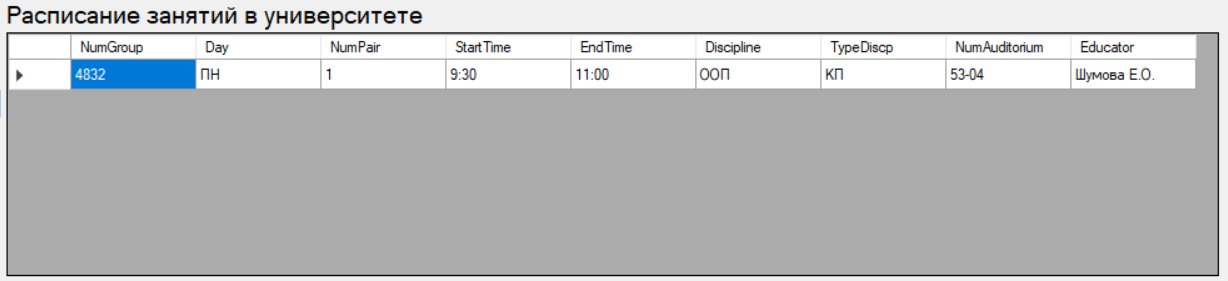 Расписание занятий в университете
NumGroup Day NumPair StartTime EndTime Discipline TypeDiscp NumAuditorium Educator
4832 ПН 1 9:30 11:00 ООП КП 53-04 Шумова Е.О.